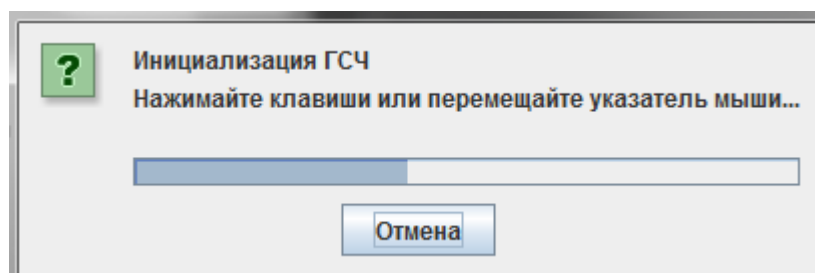 Инициализация ГСЧ
Нажимайте клавиши или перемещайте указатель мыши...
Отмена